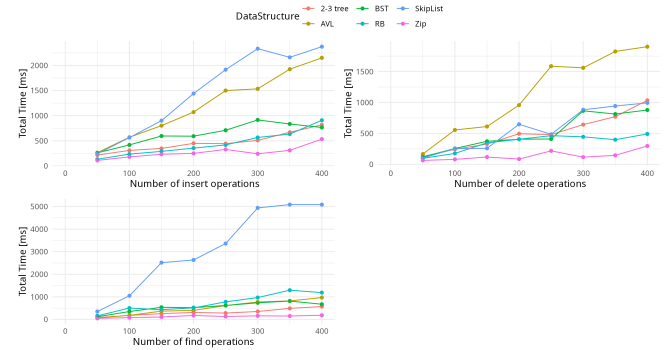 DataStructure
2-3 tree BST SkipList
AVL RB Zip
Total Time [ms]
2000
1500
1000
500
0
0 100 200 300 400
Number of insert operations
Total Time [ms]
1500
1000
500
0
0 100 200 300 400
Number of delete operations
Total Time [ms]
5000
4000
3000
2000
1000
0
0 100 200 300 400
Number of find operations